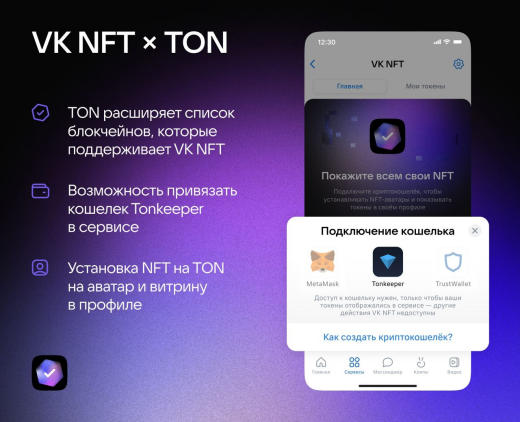 VK NFT × TON
TON расширяет список
блокчейнов, которые
поддерживает VK NFT
Возможность привязать
кошелек Tonkeeper
в сервисе
Установка NFT на TON
на аватар и витрину
в профиле
12:30
VK NFT
Главная
Мои токены
Покажите всем свои NFT
Подключите криптокошелёк, чтобы
устанавливать NFT-аватары и показывать
токены в своём профиле
Подключение кошелька
MetaMask
Tonkeeper
TrustWallet
Доступ к кошельку нужен, только чтобы ваши
токены отображались в сервисе — другие
действия VK NFT недоступны
Как создать криптокошелёк?
Главная
Сервисы
Мессенджер
Клипы
Видео